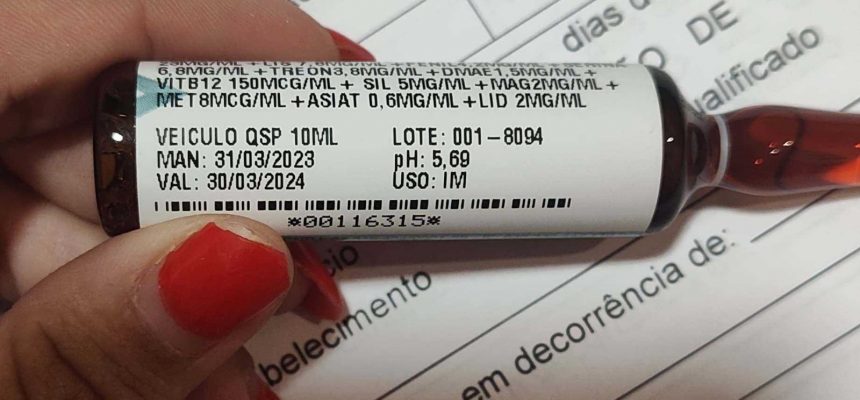 6,8MG/ML +TREON3,8MG/ML +DMAE1,5MG/ML +
VITB12 150MCG/ML + SIL 5MG/ML +MAG2MG/ML +
MET8MCG/ML +ASIAT 0,6MG/ML +LID 2MG/ML
VEICULO QSP 10ML LOTE: 001-8094
MAN: 31/03/2023 pH: 5,69
VAL: 30/03/2024 USO: IM
*00116315*
dias d
O DE
ualificado
cio
belecimento
em decorrência de: